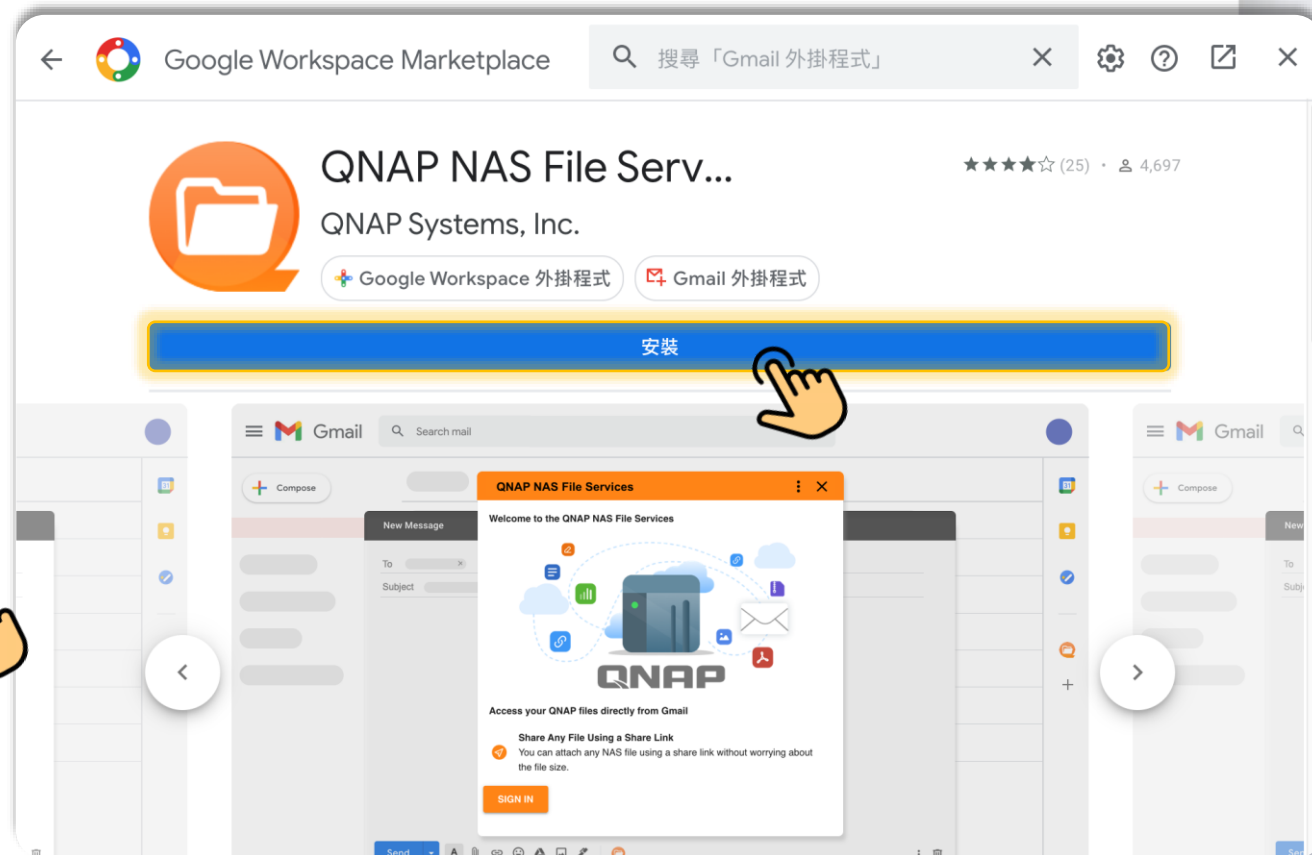 Google Workspace Marketplace
搜尋「Gmail 外掛程式」
QNAP NAS File Serv...
(25)
4,697
QNAP Systems, Inc.
Google Workspace 外掛程式
Gmail 外掛程式
安裝
Gmail
Search mail
Gmail
Compose
QNAP NAS File Services
Compose
New Message
Welcome to the QNAP NAS File Services
New
To
To
Subject
QNAP
Access your QNAP files directly from Gmail
Share Any File Using a Share Link
You can attach any NAS file using a share link without worrying about
the file size.
SIGN IN
Send